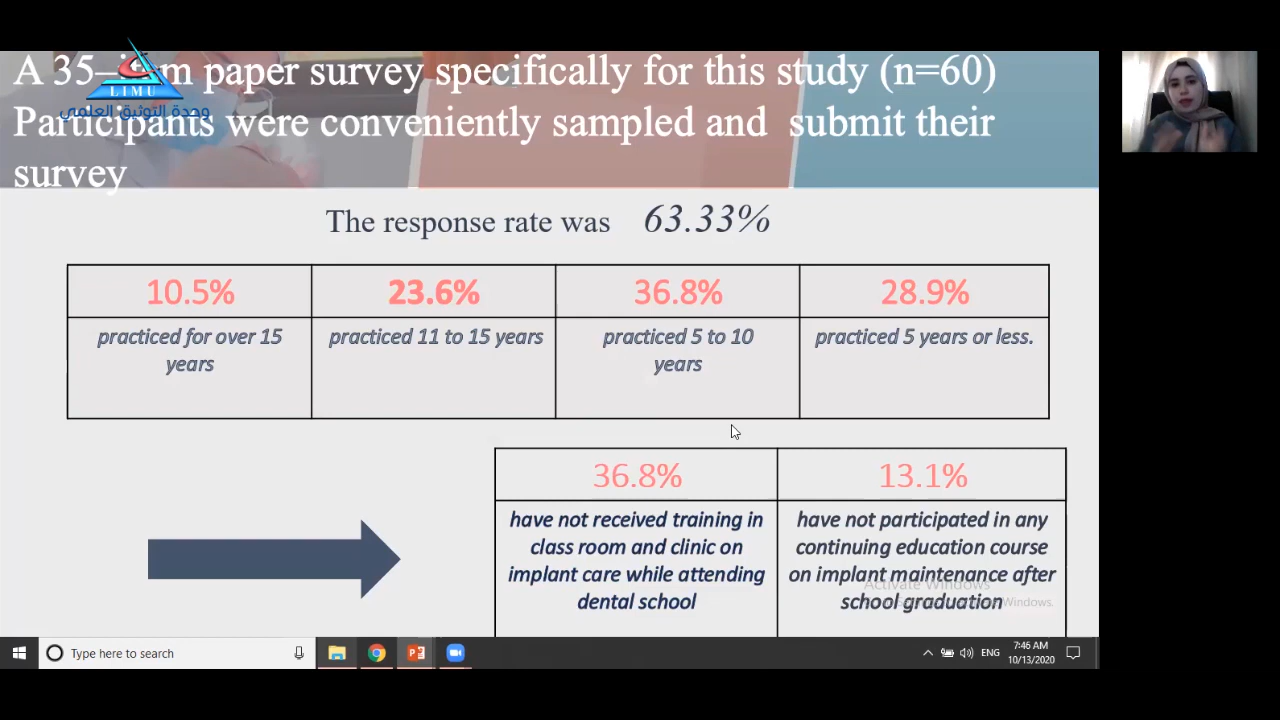 A 35–item paper survey specifically for this study (n=60)
LIMU
وحدة التوثيق العلمي
Participants were conveniently sampled and submit their
survey
The response rate was 63.33%
10.5% 23.6% 36.8% 28.9%
practiced for over 15 practiced 11 to 15 years practiced 5 to 10 practiced 5 years or less.
years years
36.8% 13.1%
have not received training in have not participated in any
class room and clinic on continuing education course
implant care while attending on implant maintenance after
dental school school graduation
Activate Windows
Windows.
Type here to search
ENG
7:46 AM
10/13/2020